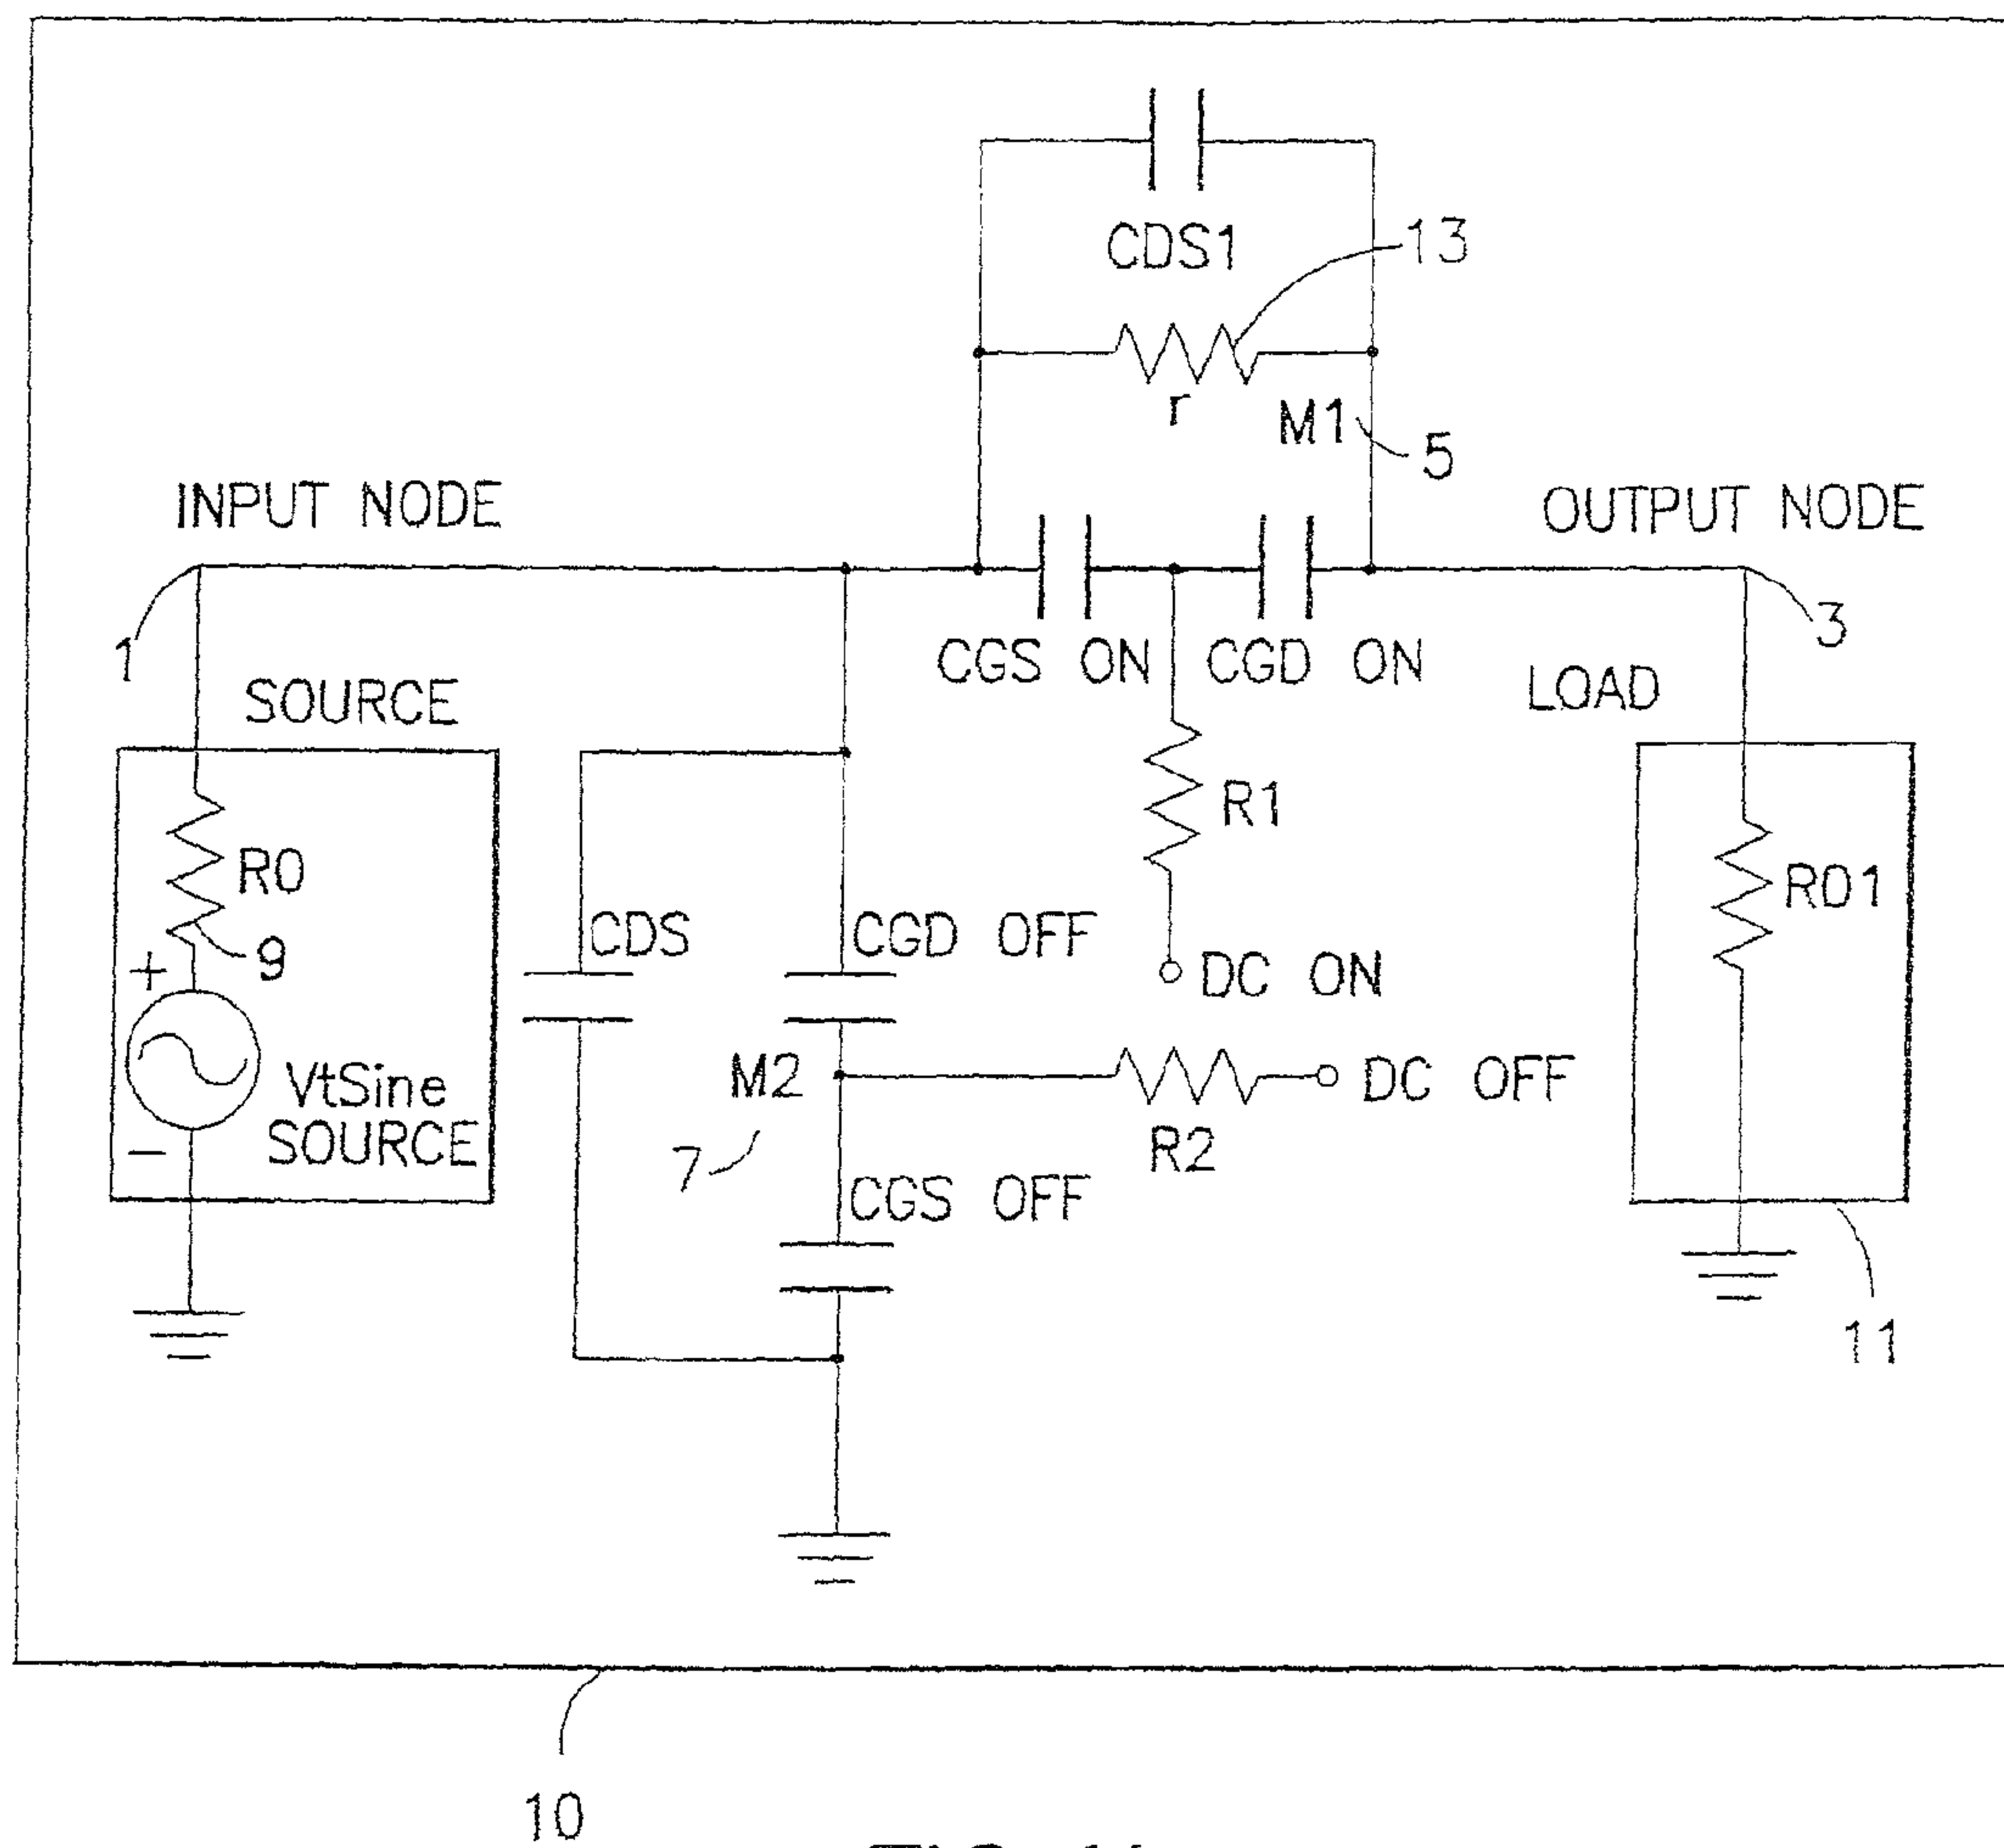 CDS1
13
r
M1
5
INPUT NODE
OUTPUT NODE
1
3
CGS ON
CGD ON
SOURCE
LOAD
R1
R0
R01
9
CDS
CGD OFF
+
DC ON
VtSine
SOURCE
M2
DC OFF
−
7
R2
CGS OFF
11
10